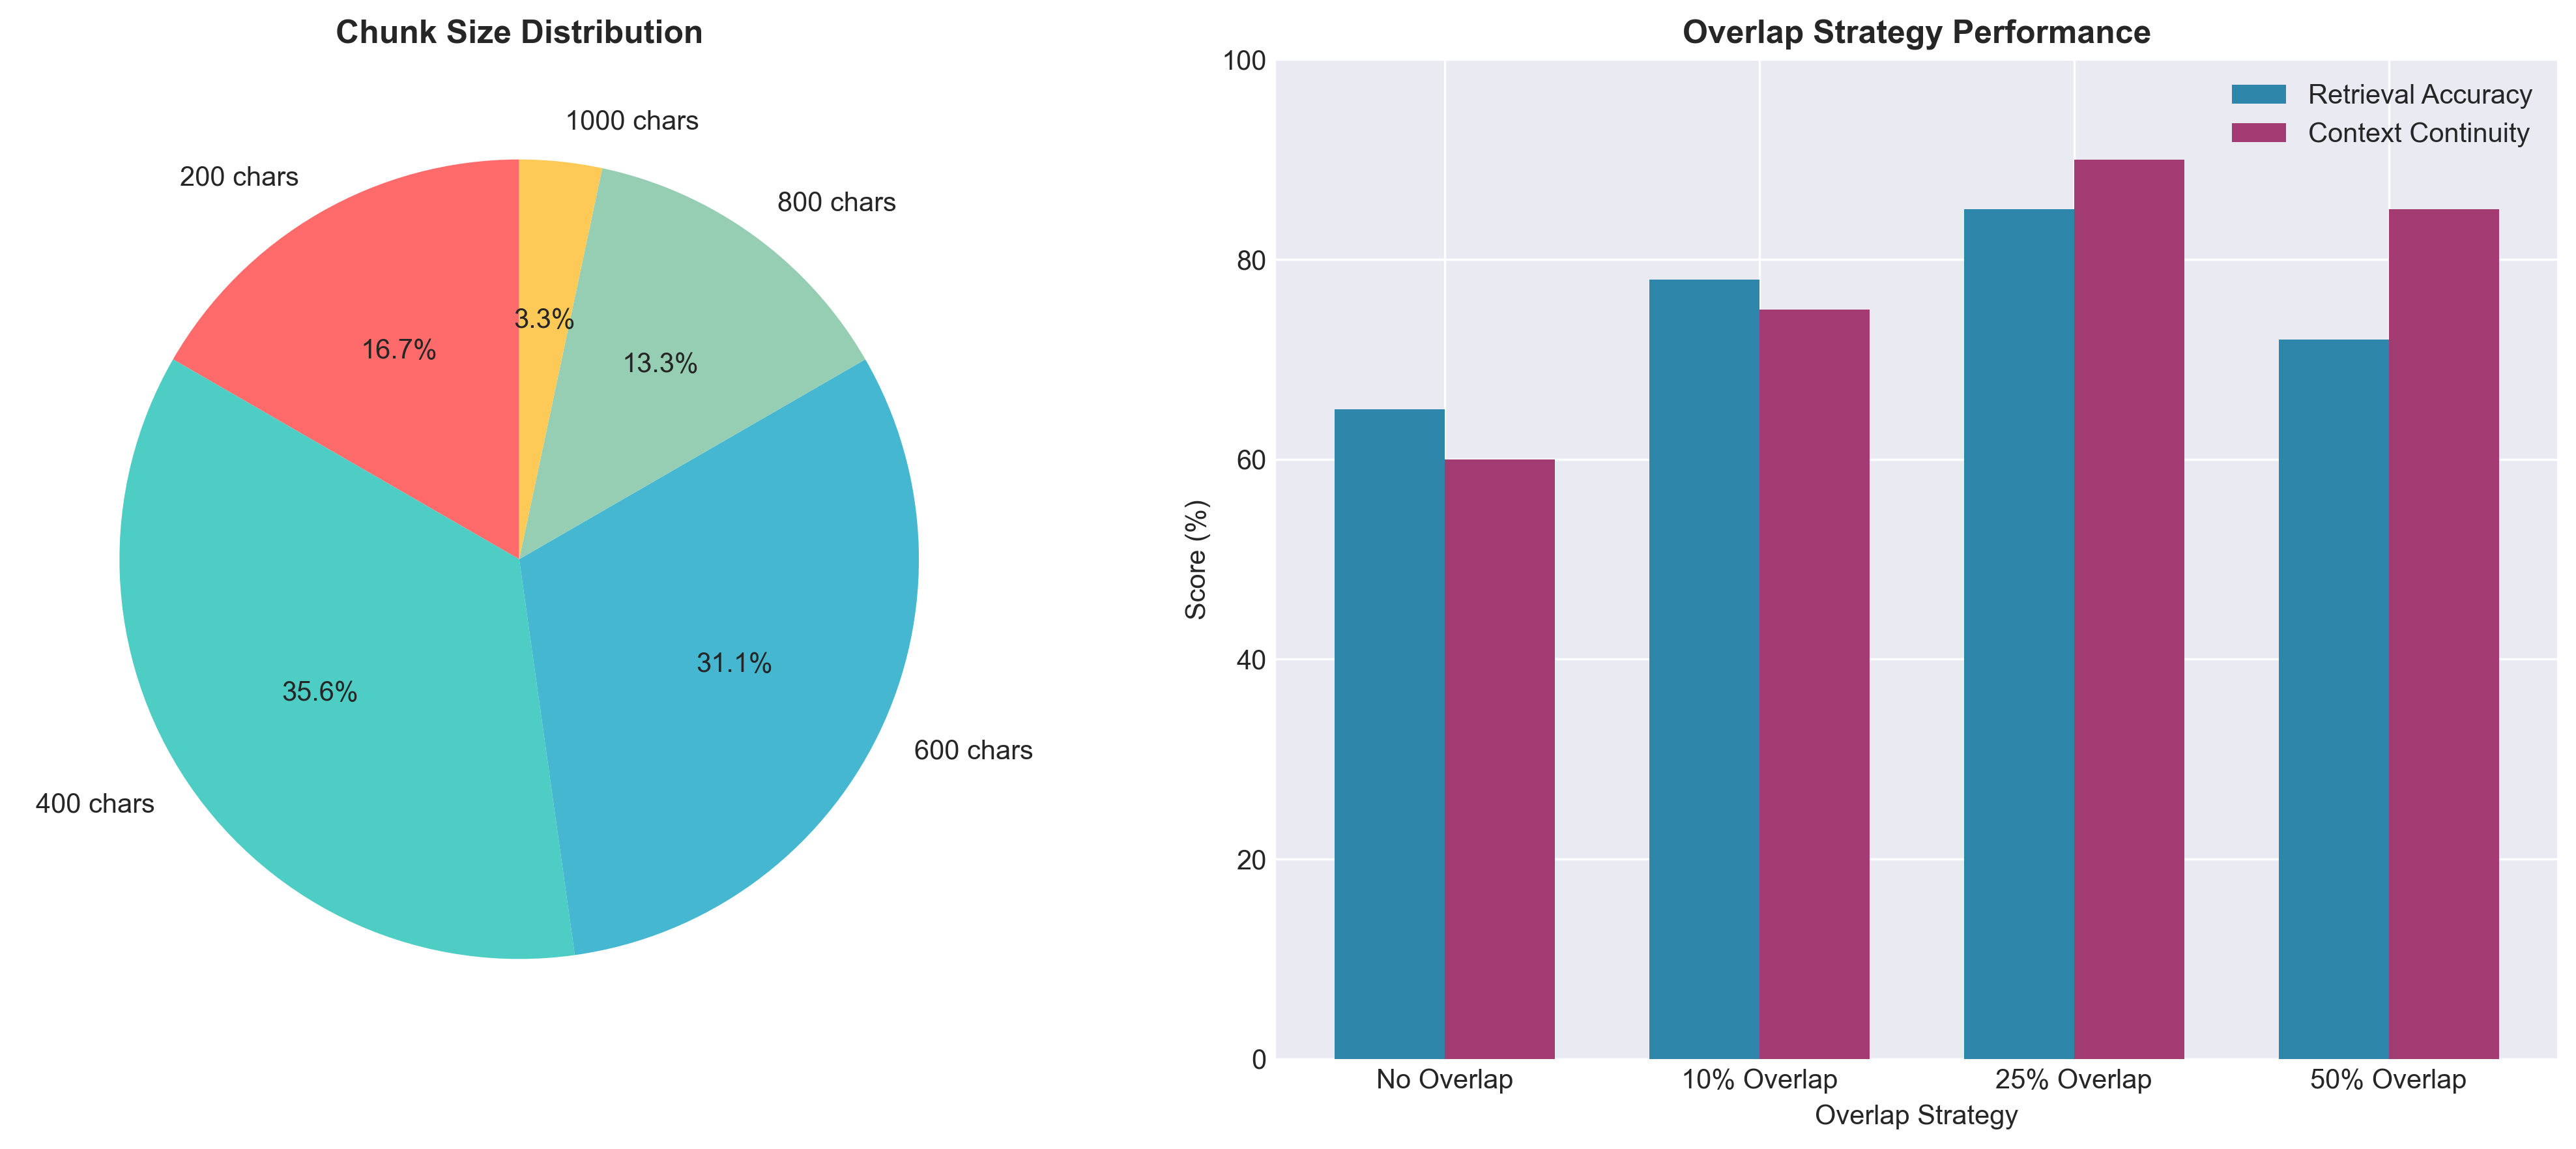 Chunk Size Distribution
1000 chars
200 chars
800 chars
3.3%
16.7%
13.3%
31.1%
35.6%
600 chars
400 chars
Overlap Strategy Performance
100
80
60
40
20
0
Score (%)
Retrieval Accuracy
Context Continuity
No Overlap
10% Overlap
25% Overlap
50% Overlap
Overlap Strategy